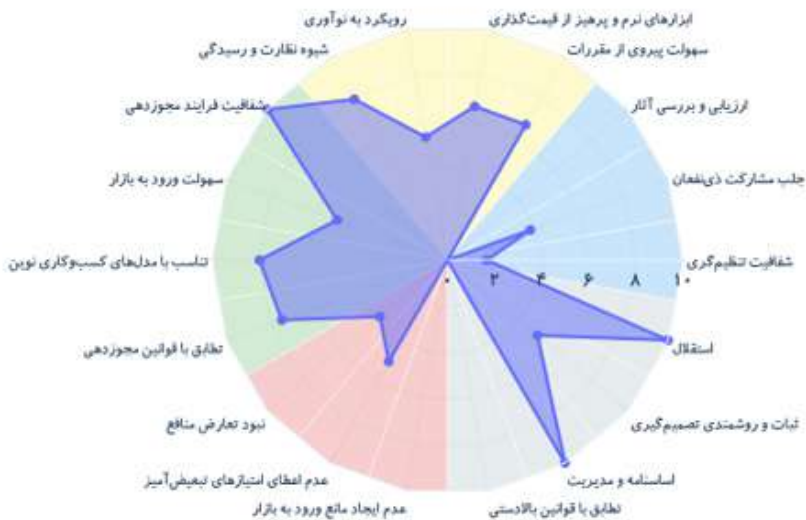 ابزارهای نرم و پرهیز از قیمت‌گذاری
رویکرد به نوآوری
سهولت پیروی از مقررات
شیوه نظارت و رسیدگی
ارزیابی و بررسی آثار
شفافیت فرایند مجوزدهی
جلب مشارکت ذی‌نفعان
سهولت ورود به بازار
شفافیت تنظیم‌گری
تناسب با مدل‌های کسب‌وکاری نوین
۰ ۲ ۴ ۶ ۸ ۱۰
استقلال
تطابق با قوانین مجوزدهی
ثبات و روشمندی تصمیم‌گیری
نبود تعارض منافع
اساسنامه و مدیریت
عدم اعطای امتیازهای تبعیض‌آمیز
تطابق با قوانین بالادستی
عدم ایجاد مانع ورود به بازار